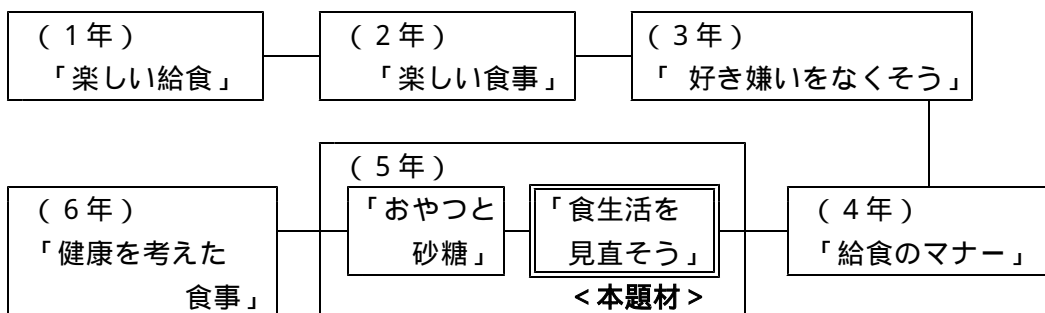 （１年）
「楽しい給食」
（２年）
「楽しい食事」
（３年）
「 好き嫌いをなくそう」
（４年）
「給食のマナー」
（５年）
「食生活を
見直そう」
＜本題材＞
「おやつと
砂糖」
（６年）
「健康を考えた
食事」